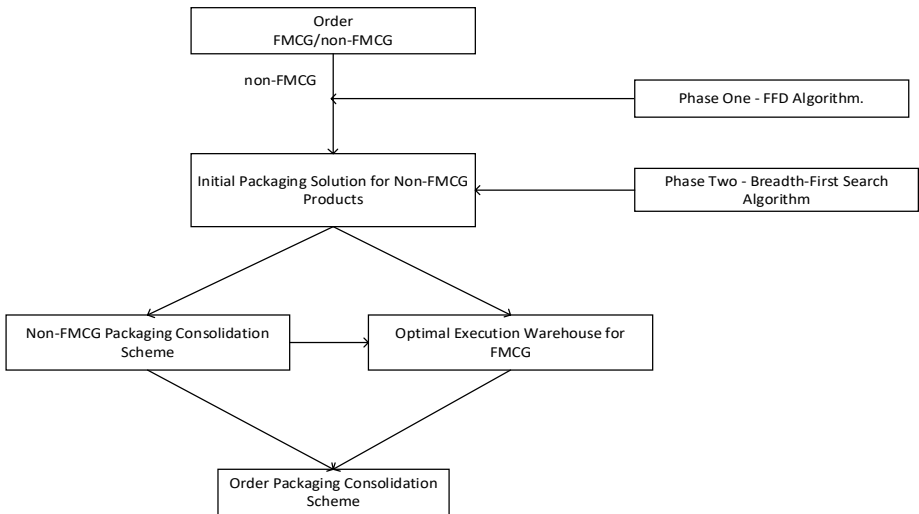 Order
FMCG/non-FMCG
non-FMCG
Phase One - FFD Algorithm.
Initial Packaging Solution for Non-FMCG
Products
Phase Two - Breadth-First Search
Algorithm
Non-FMCG Packaging Consolidation
Scheme
Optimal Execution Warehouse for
FMCG
Order Packaging Consolidation
Scheme